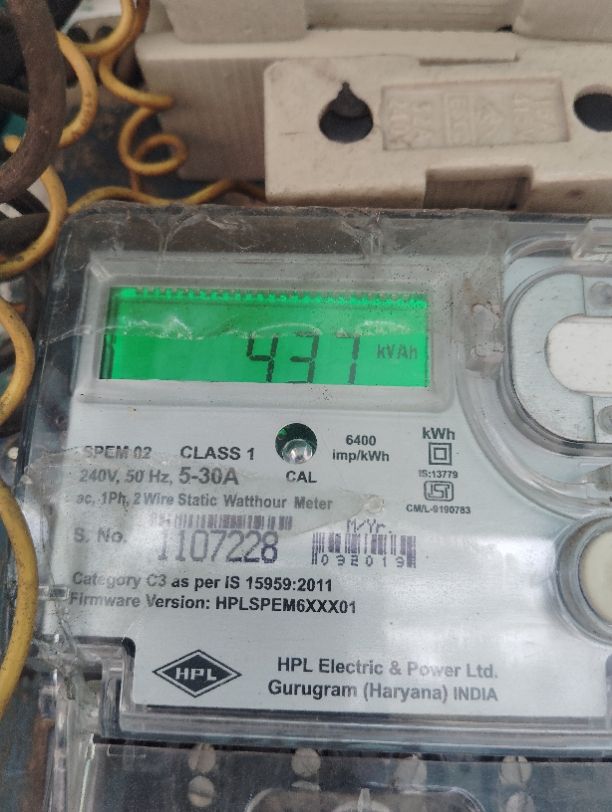 437 kVAh
SPEM 02 CLASS 1
6400
imp/kWh
kWh
240V, 50 Hz, 5-30A
CAL
IS:13779
ISI
CM/L-9190783
ac, 1Ph, 2 Wire Static Watthour Meter
M/Yr
S. No. 1107228
092019
Category C3 as per IS 15959:2011
Firmware Version: HPLSPEM6XXX01
HPL
HPL Electric & Power Ltd.
Gurugram (Haryana) INDIA